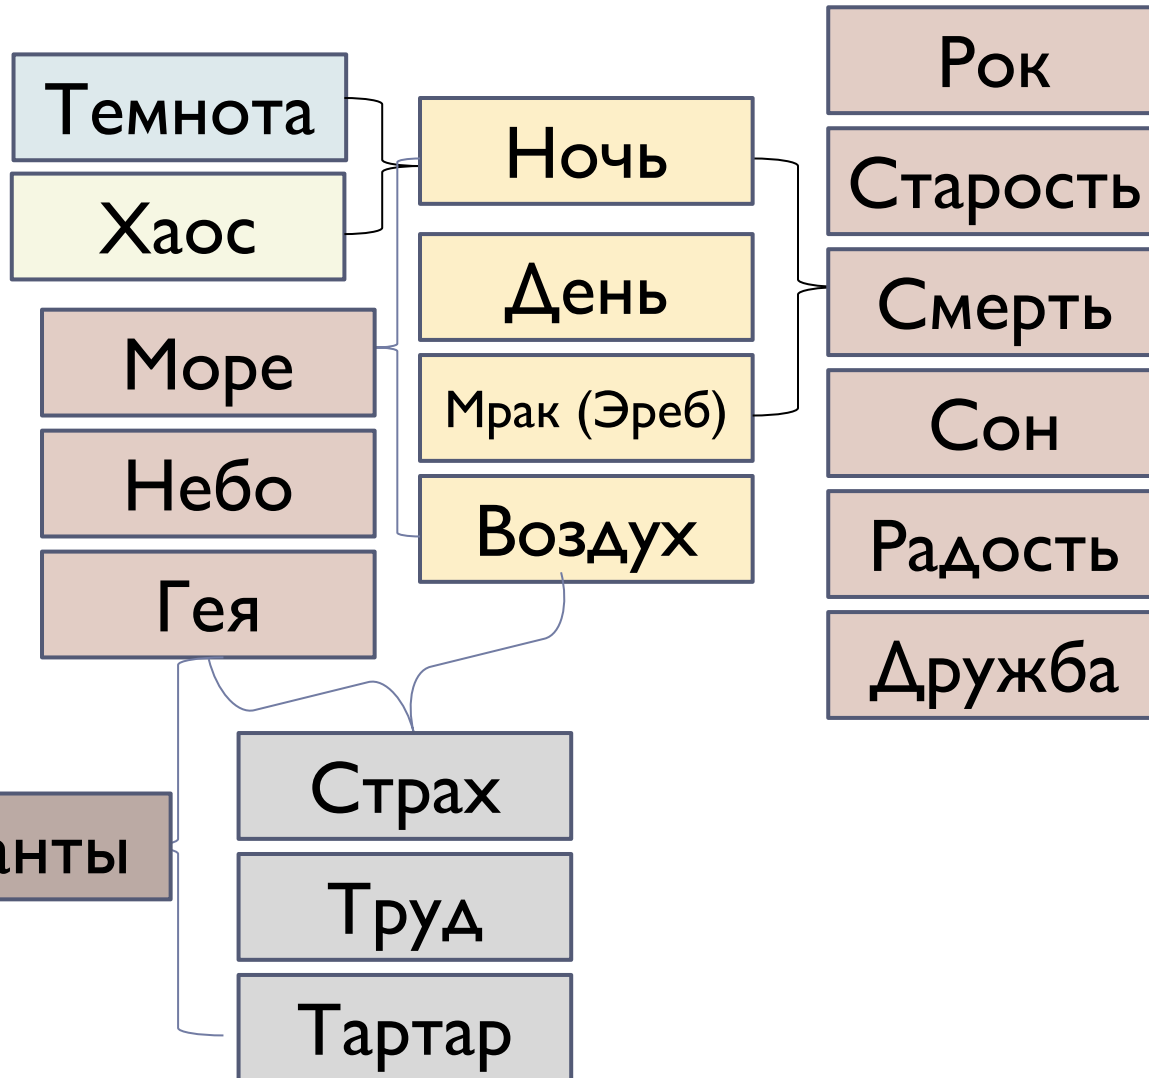 Темнота
Хаос
Море
Небо
Гея
Ночь
День
Мрак (Эреб)
Воздух
Рок
Старость
Смерть
Сон
Радость
Дружба
Страх
Труд
Тартар